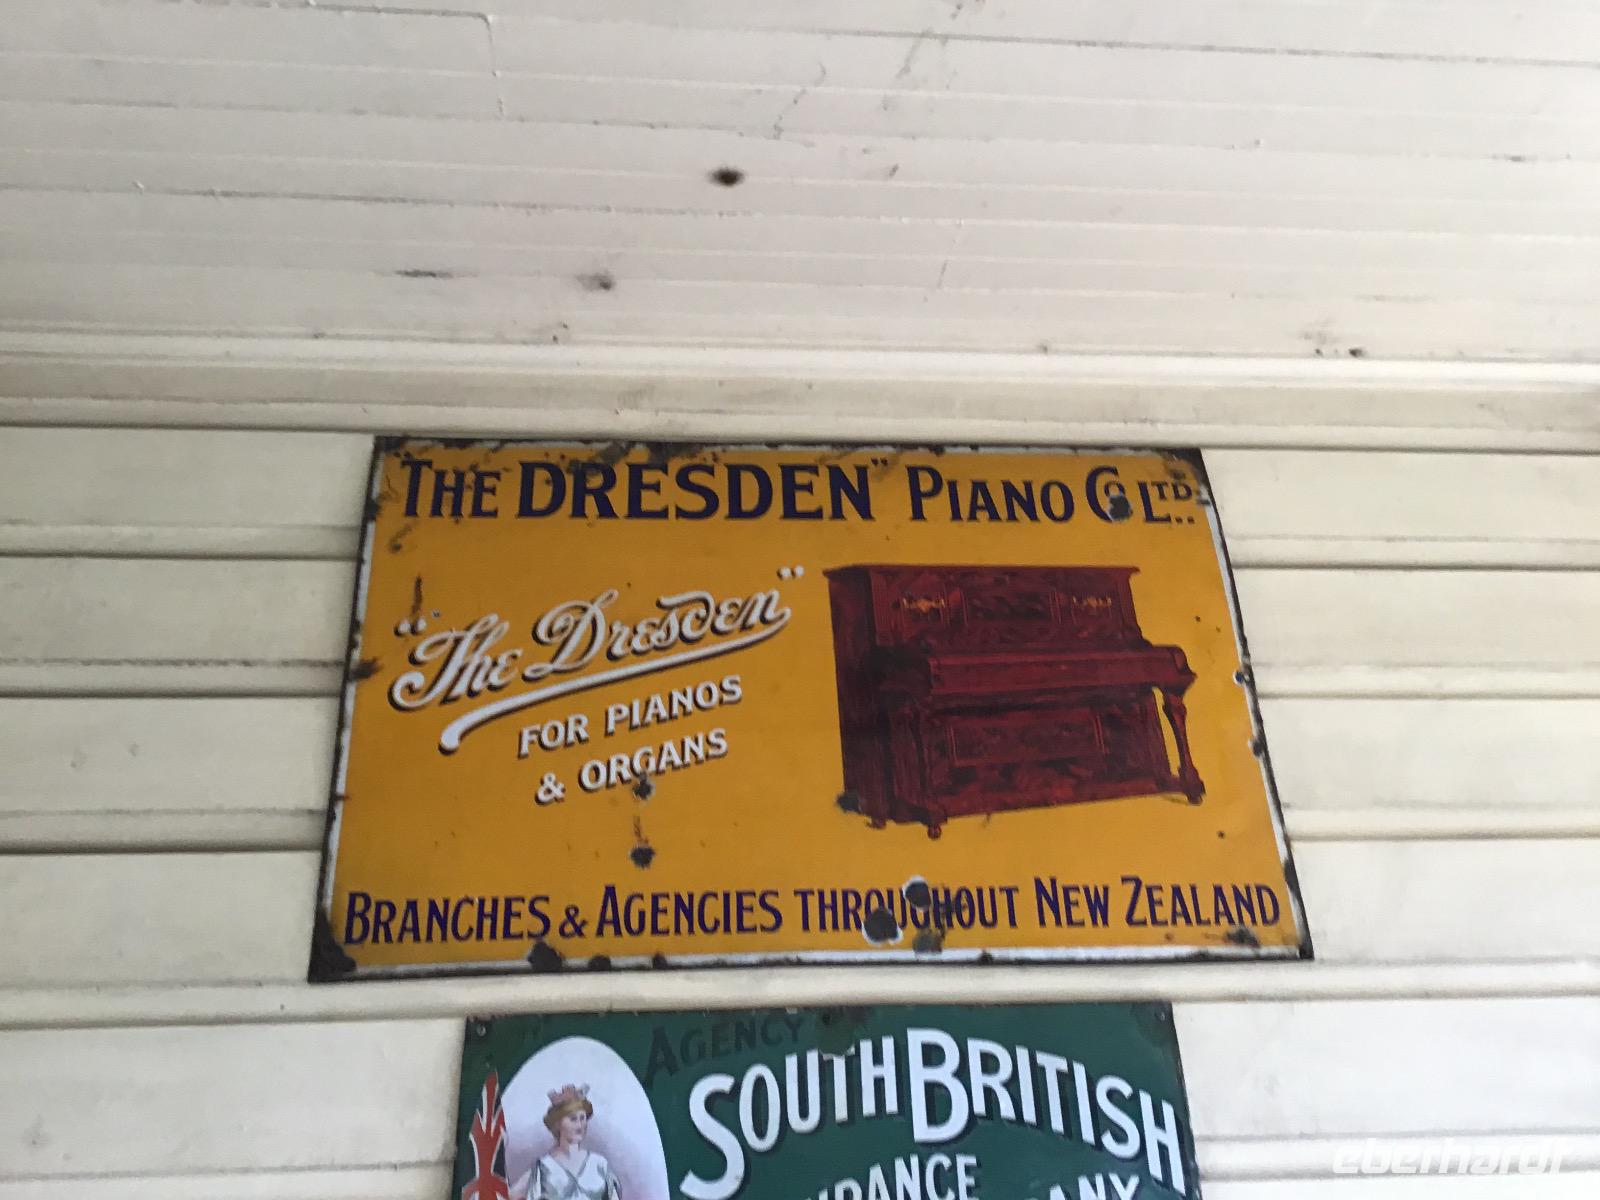 "THE DRESDEN" PIANO CO LTD.
"The Dresden"
FOR PIANOS
& ORGANS
BRANCHES & AGENCIES THROUGHOUT NEW ZEALAND
AGENCY
SOUTH BRITISH
eberhardt